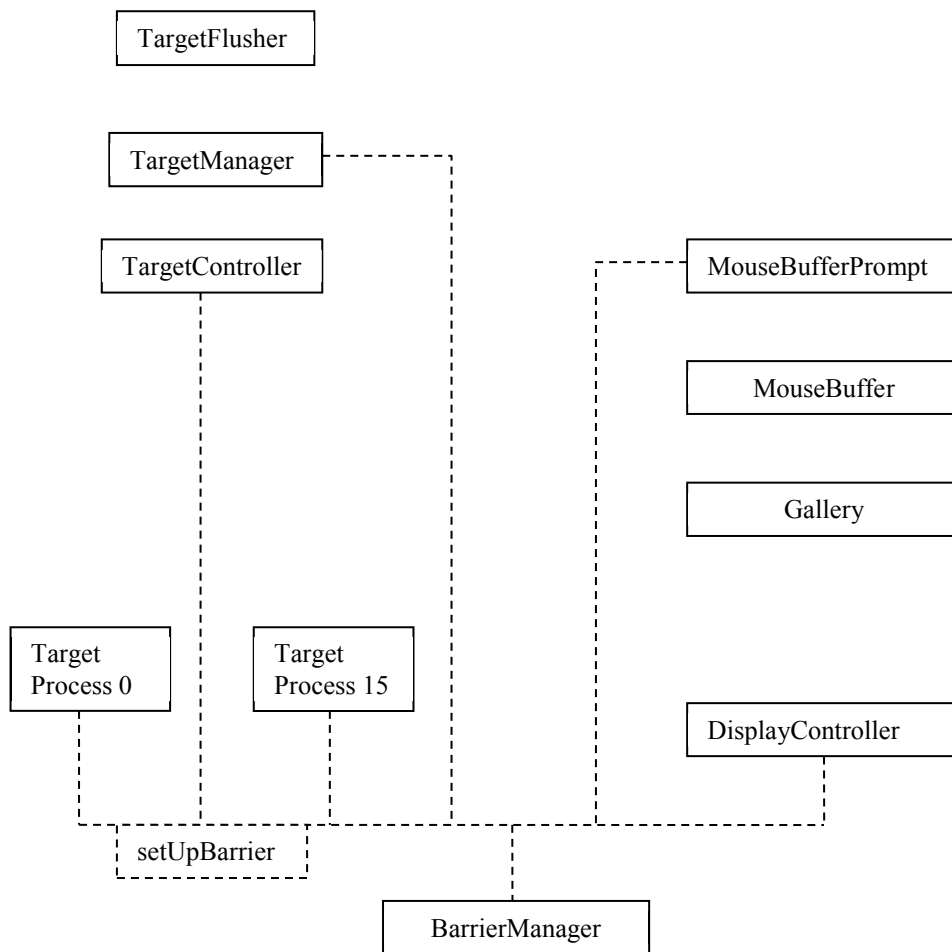 TargetFlusher
TargetManager
TargetController
MouseBufferPrompt
MouseBuffer
Gallery
Target
Process 0
Target
Process 15
DisplayController
setUpBarrier
BarrierManager